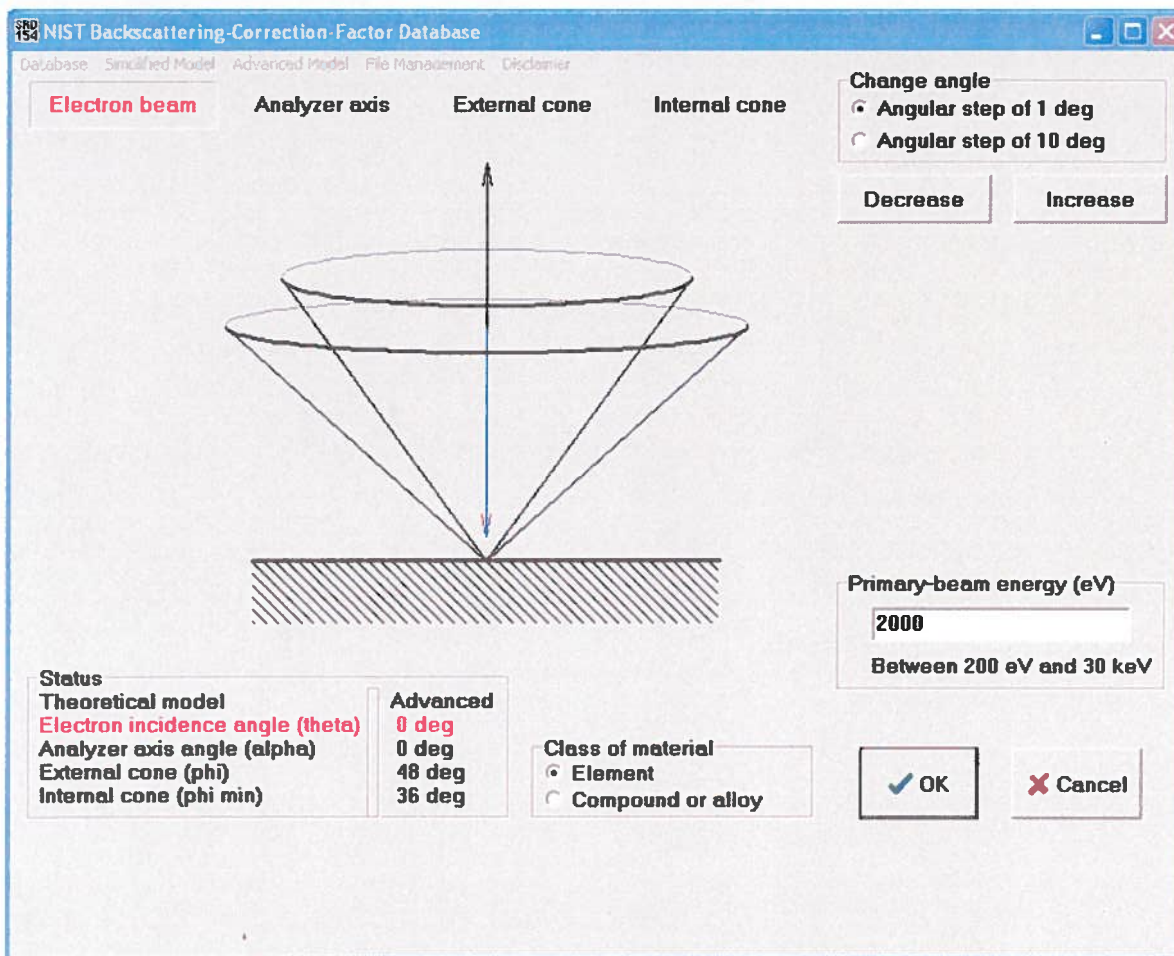 SRD
154
NIST Backscattering-Correction-Factor Database
Database Simplified Model Advanced Model File Management Disclaimer
Electron beam Analyzer axis External cone Internal cone
Change angle
Angular step of 1 deg
Angular step of 10 deg
Decrease Increase
Primary-beam energy (eV)
2000
Between 200 eV and 30 keV
Status
Theoretical model Advanced
Electron incidence angle (theta) 0 deg
Analyzer axis angle (alpha) 0 deg
External cone (phi) 48 deg
Internal cone (phi min) 36 deg
Class of material
Element
Compound or alloy
OK Cancel